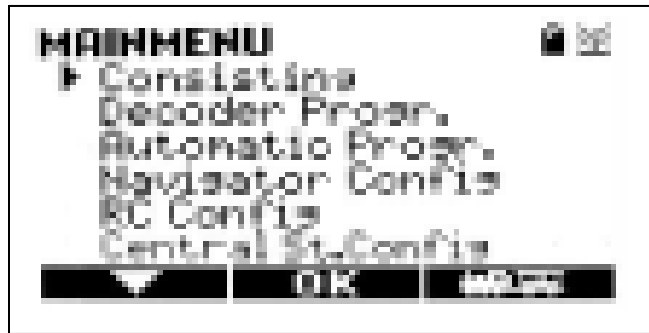 MAINMENU
Consisting
Decoder Progr.
Automatic Progr.
Navigator Config
RC Config
Central St.Config
OK